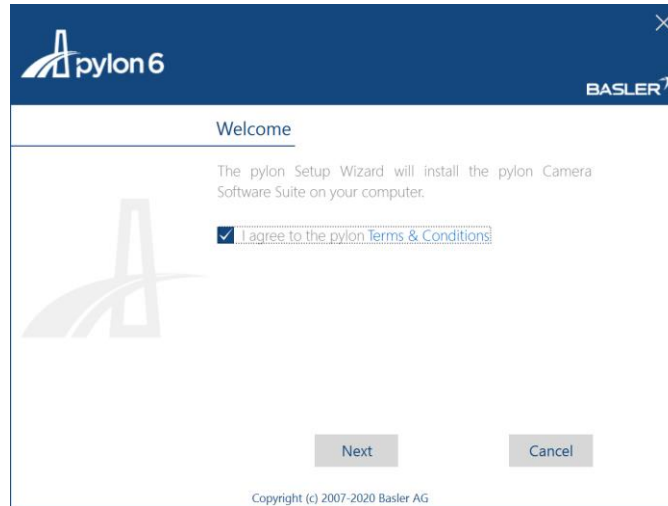 pylon 6
BASLER
Welcome
The pylon Setup Wizard will install the pylon Camera
Software Suite on your computer.
I agree to the pylon Terms & Conditions
Next
Cancel
Copyright (c) 2007-2020 Basler AG